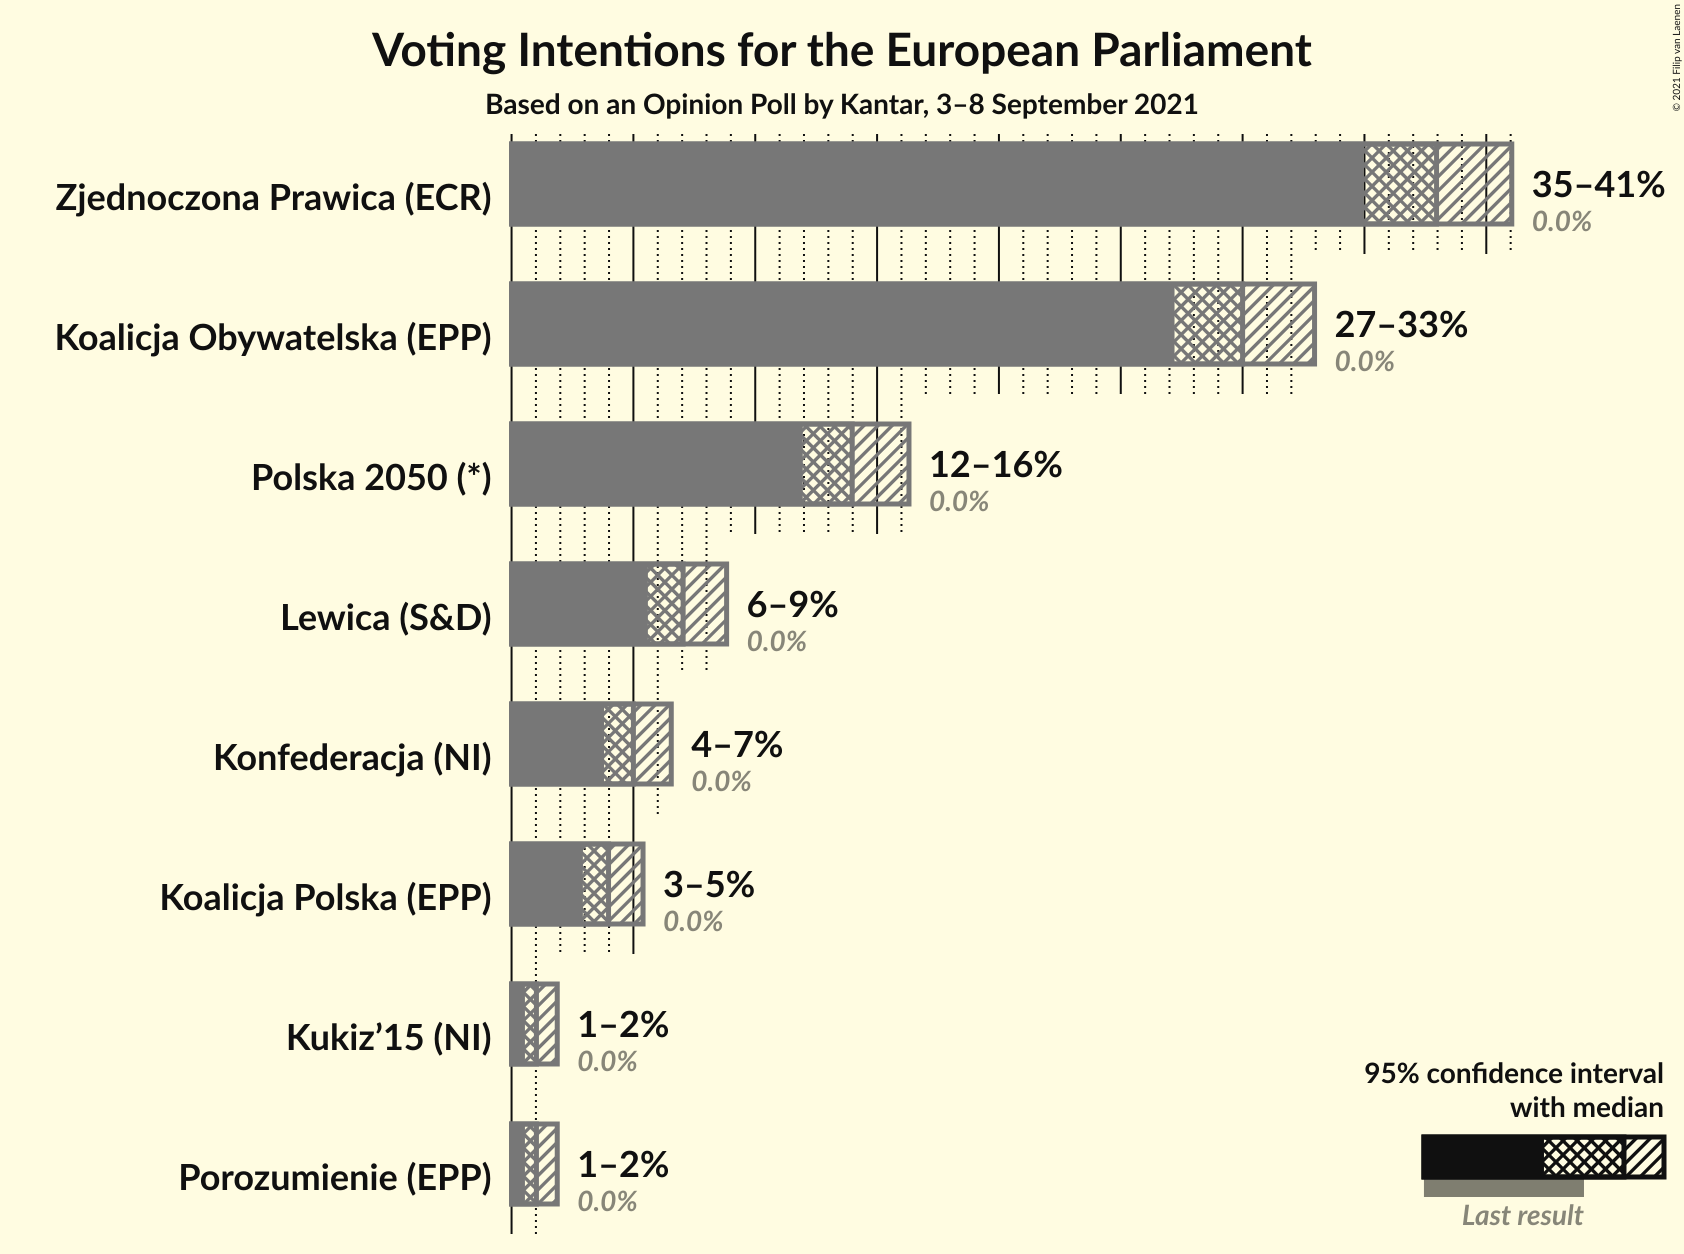 Voting Intentions for the European Parliament
Based on an Opinion Poll by Kantar, 3–8 September 2021
© 2021 Filip van Laenen
Zjednoczona Prawica (ECR)
35–41%
0.0%
Koalicja Obywatelska (EPP)
27–33%
0.0%
Polska 2050 (*)
12–16%
0.0%
Lewica (S&D)
6–9%
0.0%
Konfederacja (NI)
4–7%
0.0%
Koalicja Polska (EPP)
3–5%
0.0%
Kukiz’15 (NI)
1–2%
0.0%
Porozumienie (EPP)
1–2%
0.0%
95% confidence interval
with median
Last result